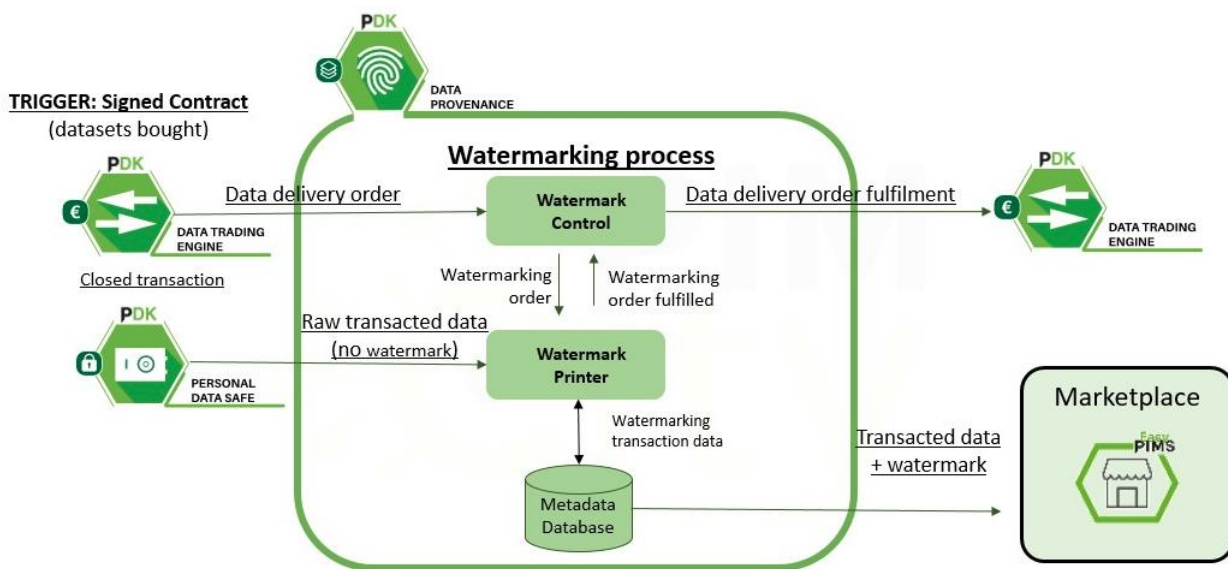 PDK
DATA
PROVENANCE
TRIGGER: Signed Contract
(datasets bought)
PDK
€
DATA TRADING
ENGINE
Closed transaction
Data delivery order
Watermarking process
Watermark
Control
Data delivery order fulfilment
PDK
€
DATA TRADING
ENGINE
Watermarking
order
Watermarking
order fulfilled
PDK
PERSONAL
DATA SAFE
Raw transacted data
(no watermark)
Watermark
Printer
Watermarking
transaction data
Metadata
Database
Transacted data
+ watermark
Marketplace
Easy
PIMS